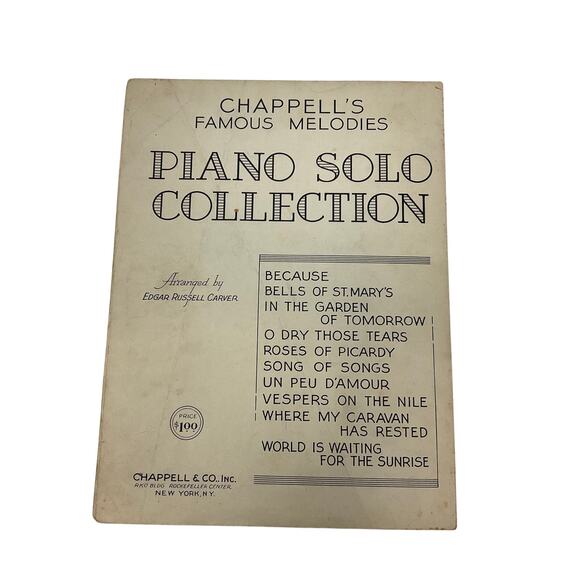 CHAPPELL'S
FAMOUS MELODIES
PIANO SOLO
COLLECTION
Arranged by
EDGAR RUSSELL CARVER
BECAUSE
BELLS OF ST. MARY'S
IN THE GARDEN
OF TOMORROW
O DRY THOSE TEARS
ROSES OF PICARDY
SONG OF SONGS
UN PEU D'AMOUR
VESPERS ON THE NILE
WHERE MY CARAVAN
HAS RESTED
WORLD IS WAITING
FOR THE SUNRISE
PRICE
$1.00
CHAPPELL & CO., INC.
RKO BLDG. ROCKEFELLER CENTER,
NEW YORK, N.Y.